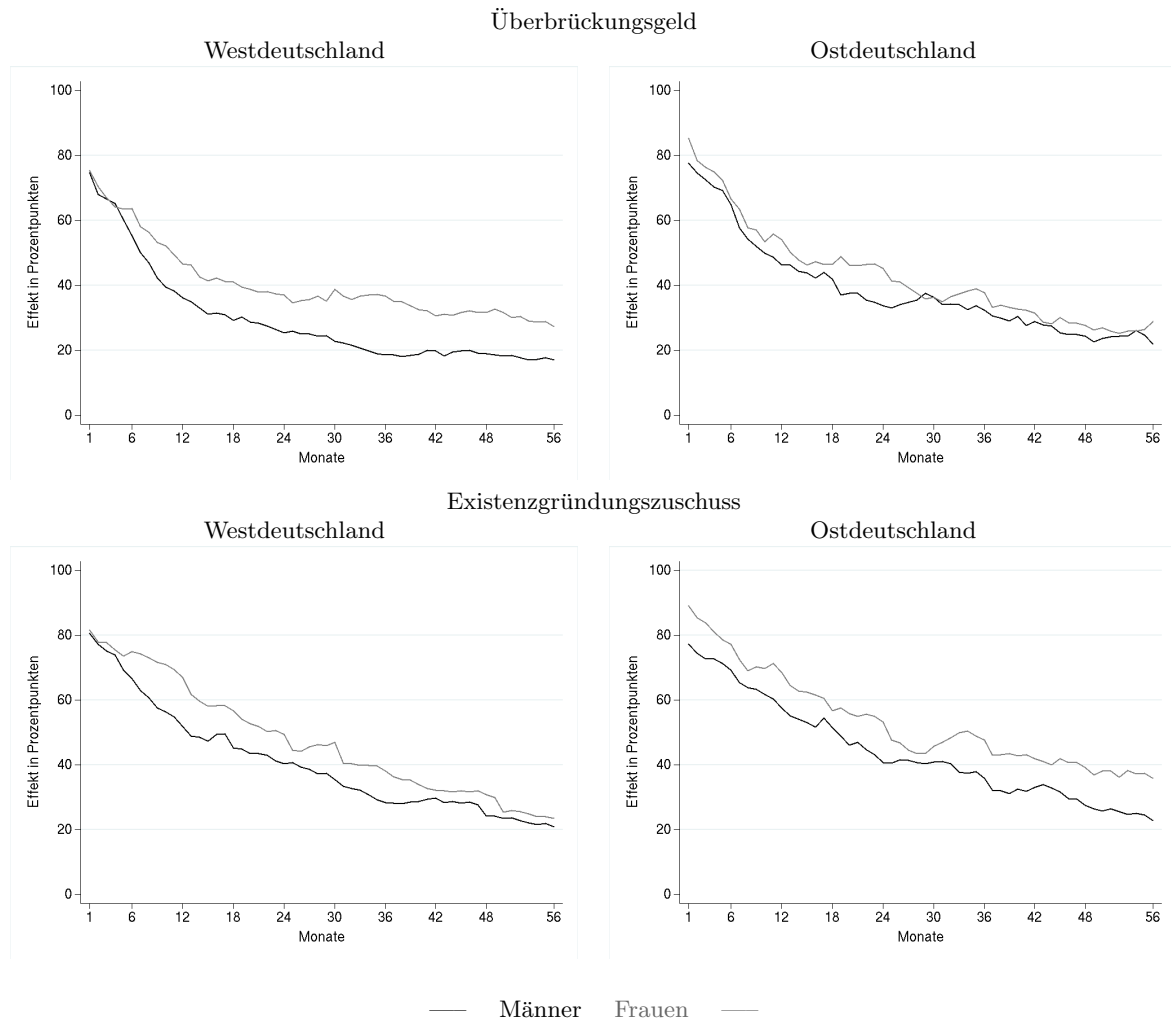 Überbrückungsgeld
Westdeutschland
Ostdeutschland
Effekt in Prozentpunkten
100
80
60
40
20
0
1 6 12 18 24 30 36 42 48 56
Monate
Effekt in Prozentpunkten
100
80
60
40
20
0
1 6 12 18 24 30 36 42 48 56
Monate
Existenzgründungszuschuss
Westdeutschland
Ostdeutschland
Effekt in Prozentpunkten
100
80
60
40
20
0
1 6 12 18 24 30 36 42 48 56
Monate
Effekt in Prozentpunkten
100
80
60
40
20
0
1 6 12 18 24 30 36 42 48 56
Monate
Männer Frauen